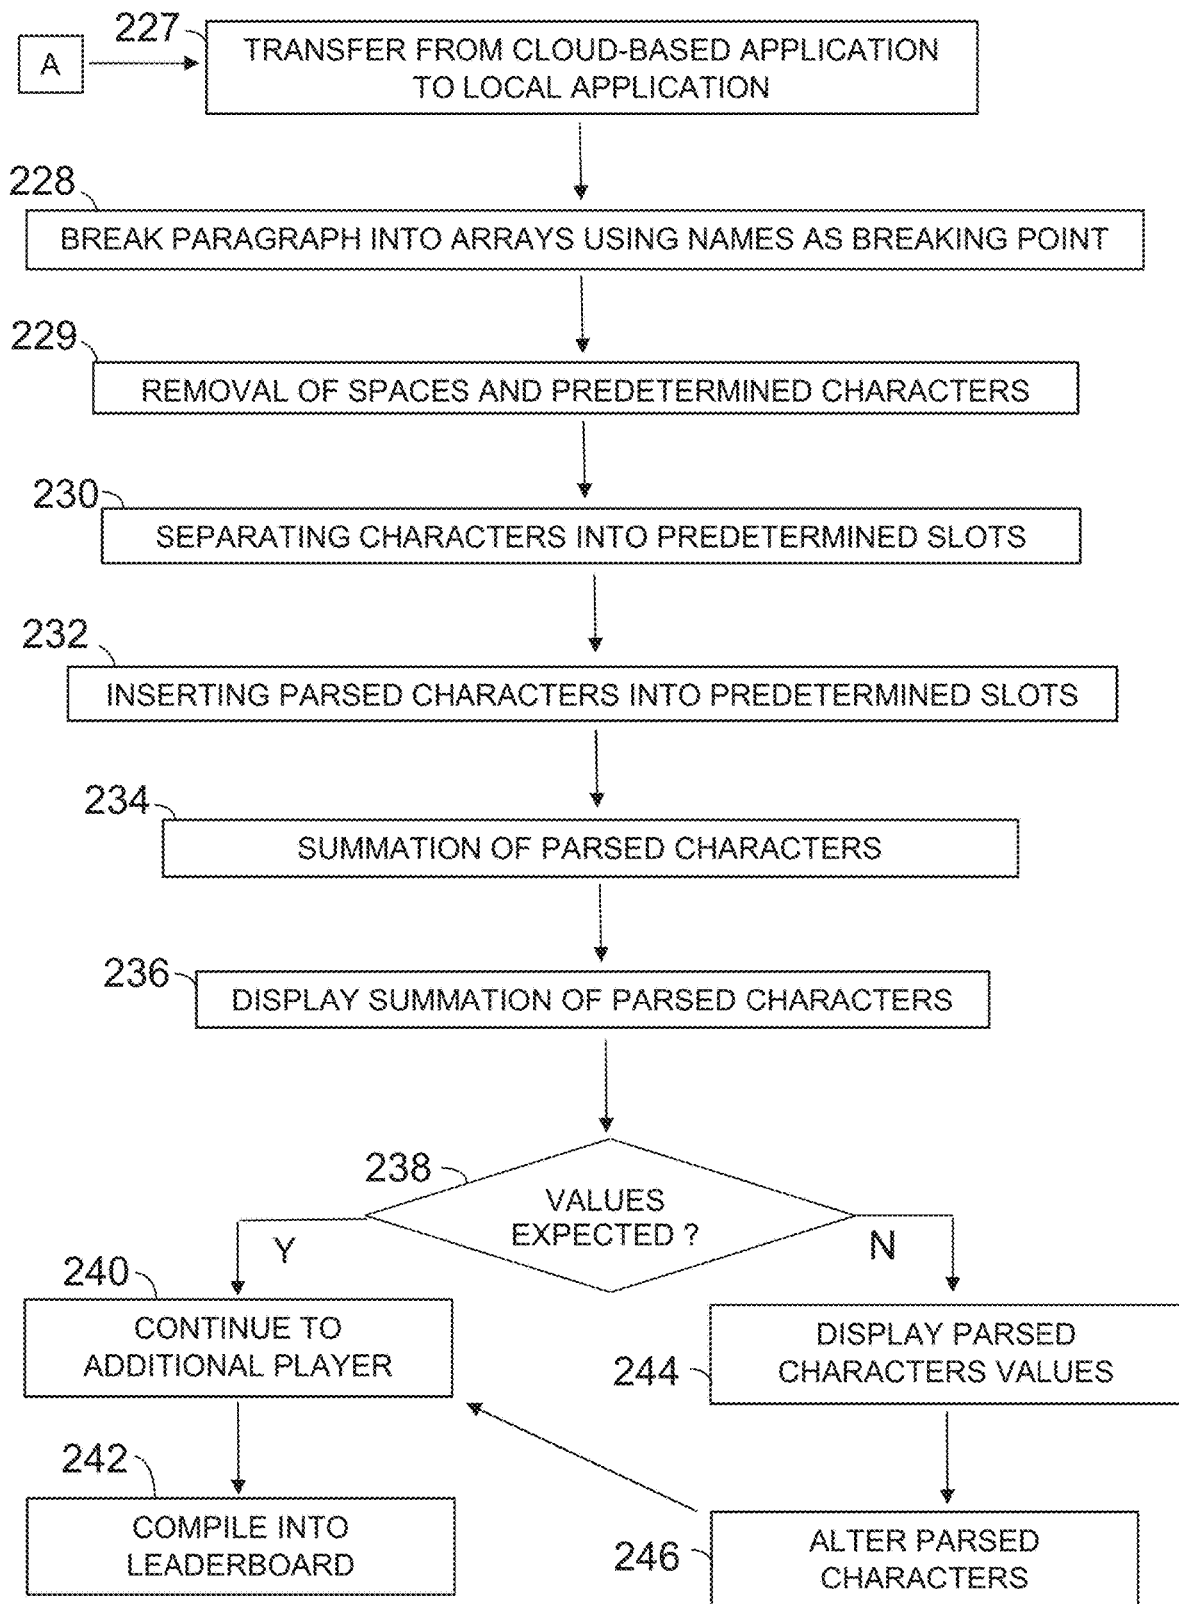 227
A
TRANSFER FROM CLOUD-BASED APPLICATION
TO LOCAL APPLICATION
228
BREAK PARAGRAPH INTO ARRAYS USING NAMES AS BREAKING POINT
229
REMOVAL OF SPACES AND PREDETERMINED CHARACTERS
230
SEPARATING CHARACTERS INTO PREDETERMINED SLOTS
232
INSERTING PARSED CHARACTERS INTO PREDETERMINED SLOTS
234
SUMMATION OF PARSED CHARACTERS
236
DISPLAY SUMMATION OF PARSED CHARACTERS
238
VALUES
EXPECTED ?
Y
N
240
CONTINUE TO
ADDITIONAL PLAYER
244
DISPLAY PARSED
CHARACTERS VALUES
242
COMPILE INTO
LEADERBOARD
246
ALTER PARSED
CHARACTERS